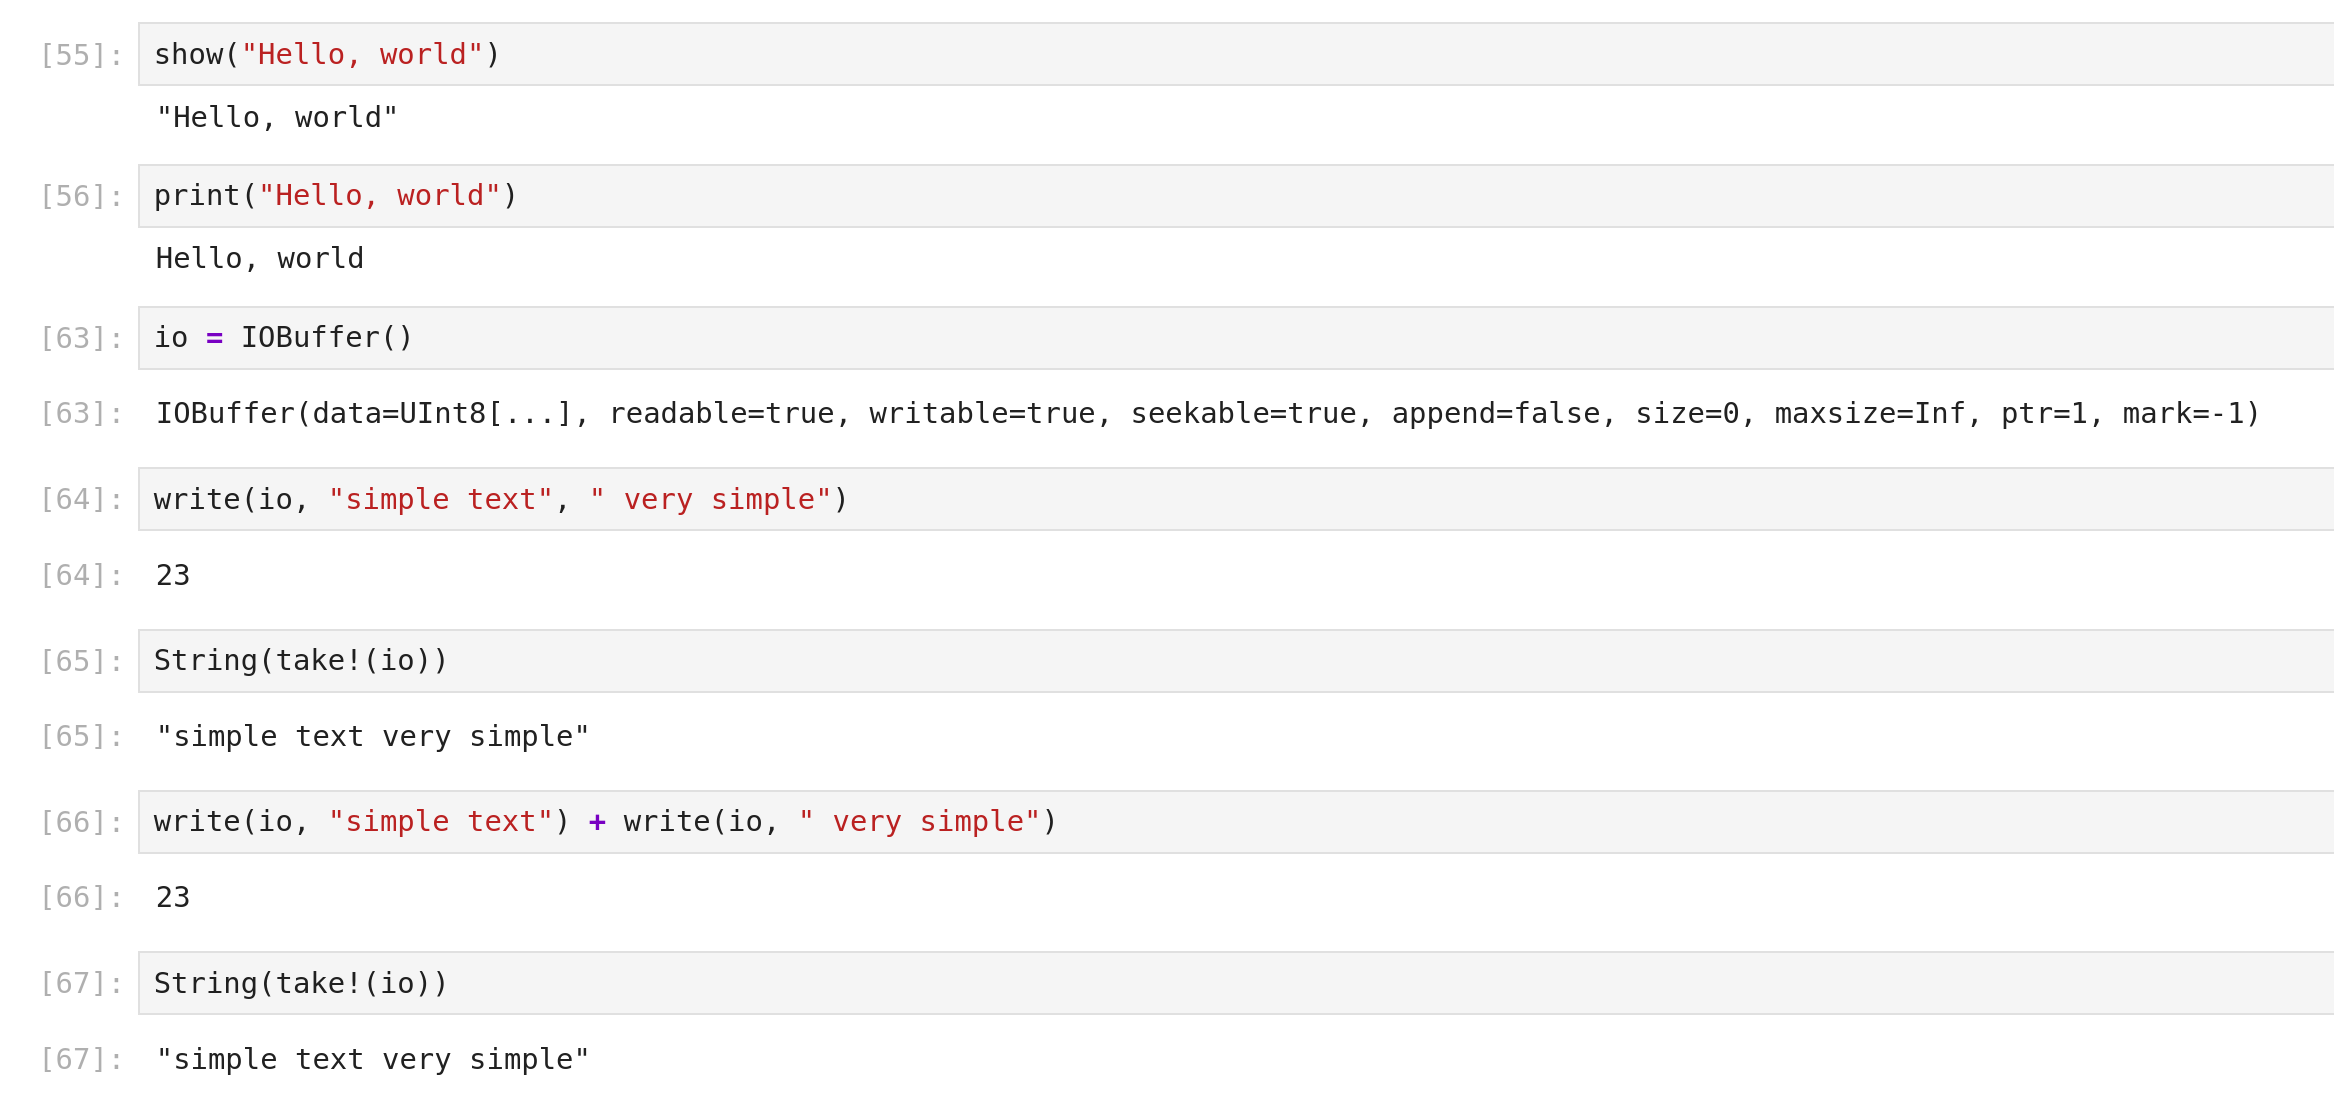 [55]: show("Hello, world")
"Hello, world"
[56]: print("Hello, world")
Hello, world
[63]: io = IOBuffer()
[63]: IOBuffer(data=UInt8[...], readable=true, writable=true, seekable=true, append=false, size=0, maxsize=Inf, ptr=1, mark=-1)
[64]: write(io, "simple text", " very simple")
[64]: 23
[65]: String(take!(io))
[65]: "simple text very simple"
[66]: write(io, "simple text") + write(io, " very simple")
[66]: 23
[67]: String(take!(io))
[67]: "simple text very simple"